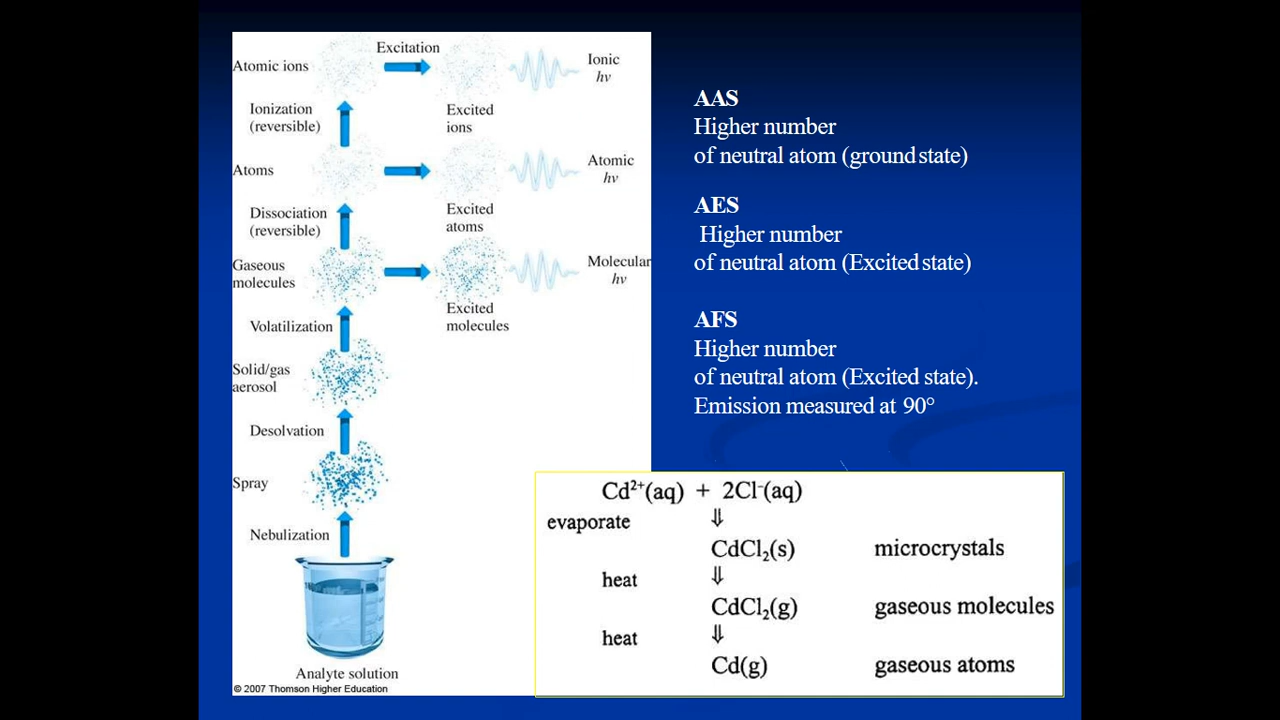 Excitation
Atomic ions
Ionic
hv
Ionization
(reversible)
Excited
ions
Atoms
Atomic
hv
Dissociation
(reversible)
Excited
atoms
Gaseous
molecules
Molecular
hv
Excited
molecules
Volatilization
Solid/gas
aerosol
Desolvation
Spray
Nebulization
Analyte solution
© 2007 Thomson Higher Education
AAS
Higher number
of neutral atom (ground state)
AES
Higher number
of neutral atom (Excited state)
AFS
Higher number
of neutral atom (Excited state).
Emission measured at 90°
Cd²⁺(aq) + 2Cl⁻(aq)
evaporate ⇓
CdCl₂(s) microcrystals
heat ⇓
CdCl₂(g) gaseous molecules
heat ⇓
Cd(g) gaseous atoms